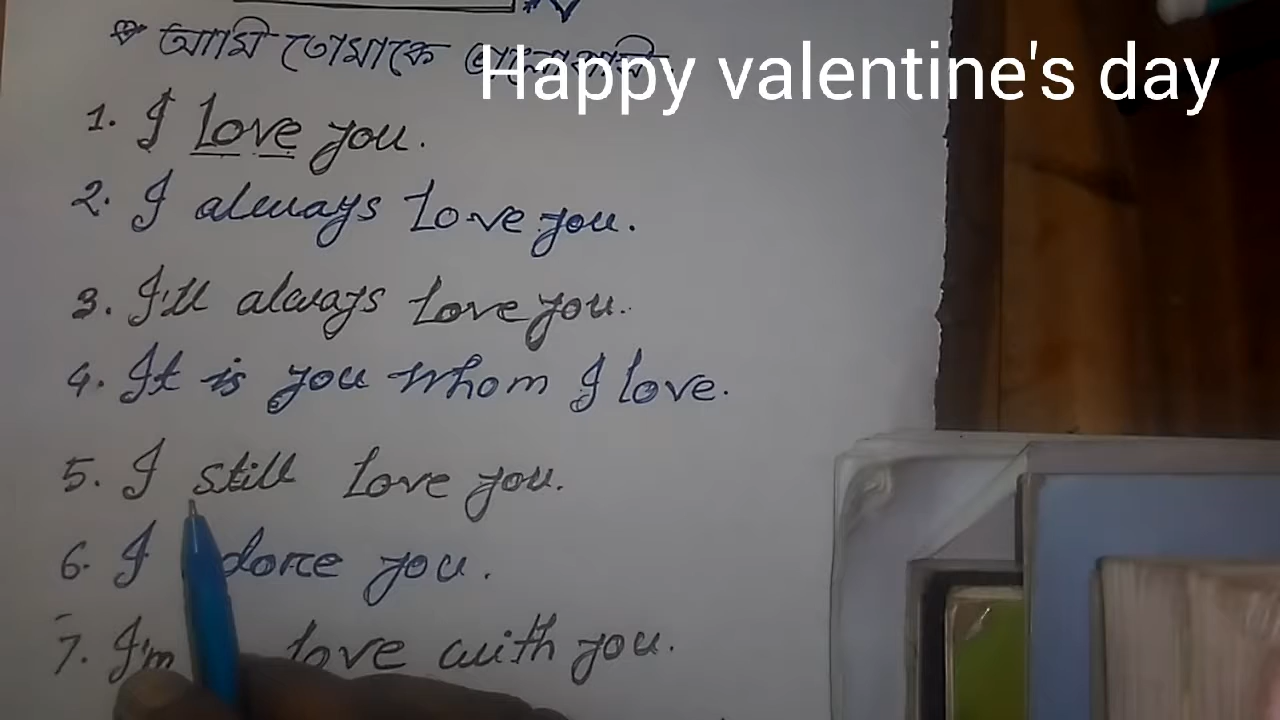 আমি তোমাকে
Happy valentine's day
1. I Love you.
2. I always Love you.
3. I'll always Love you.
4. It is you whom I love.
5. I still Love you.
6. I dore you.
7. I'm love with you.